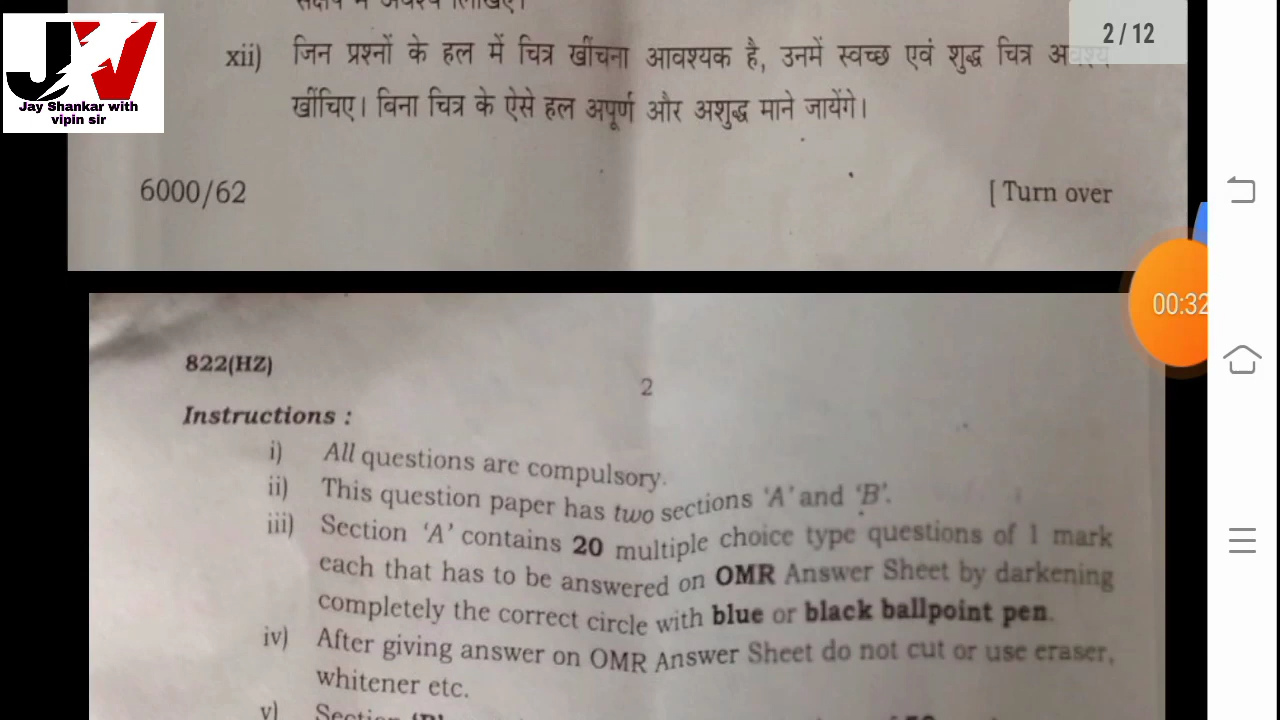 Jay Shankar with
vipin sir
2 / 12
xii) जिन प्रश्नों के हल में चित्र खींचना आवश्यक है, उनमें स्वच्छ एवं शुद्ध चित्र अवश्य
खींचिए। बिना चित्र के ऐसे हल अपूर्ण और अशुद्ध माने जायेंगे।
6000/62
[ Turn over
00:32
822(HZ)
2
Instructions :
i) All questions are compulsory.
ii) This question paper has two sections ‘A’ and ‘B’.
iii) Section ‘A’ contains 20 multiple choice type questions of 1 mark
each that has to be answered on OMR Answer Sheet by darkening
completely the correct circle with blue or black ballpoint pen.
iv) After giving answer on OMR Answer Sheet do not cut or use eraser,
whitener etc.
v) Section ‘B’